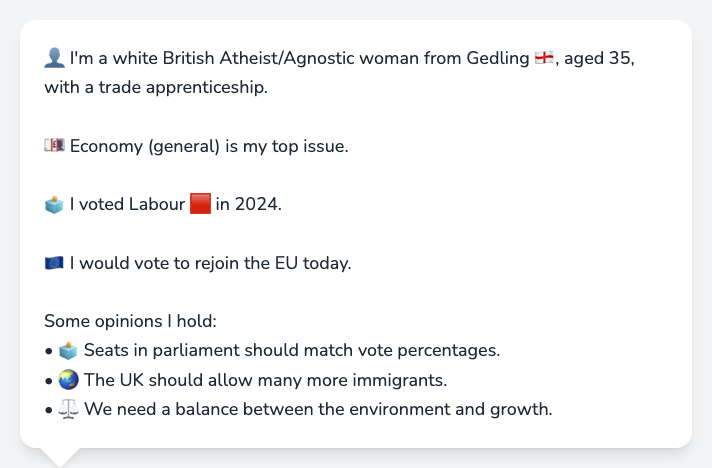 👤 I'm a white British Atheist/Agnostic woman from Gedling 🏴󠁧󠁢󠁥󠁮󠁧󠁿, aged 35,
with a trade apprenticeship.
💷 Economy (general) is my top issue.
🗳️ I voted Labour 🟥 in 2024.
🇪🇺 I would vote to rejoin the EU today.
Some opinions I hold:
• 🗳️ Seats in parliament should match vote percentages.
• 🌏 The UK should allow many more immigrants.
• ⚖️ We need a balance between the environment and growth.